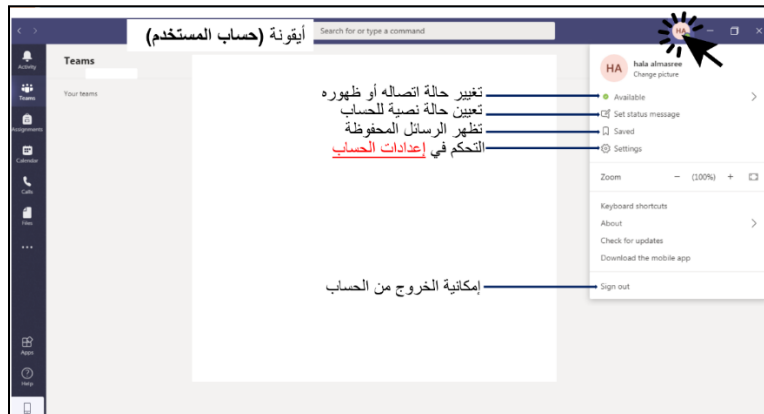 أيقونة (حساب المستخدم)
Search for or type a command
HA
Activity
Teams
Assignments
Calendar
Calls
Files
Apps
Help
Teams
Your teams
HA
hala almasree
Change picture
تغيير حالة اتصاله أو ظهوره
Available
تعيين حالة نصية للحساب
Set status message
تظهر الرسائل المحفوظة
Saved
التحكم في إعدادات الحساب
Settings
Zoom - (100%) +
Keyboard shortcuts
About
Check for updates
Download the mobile app
إمكانية الخروج من الحساب
Sign out